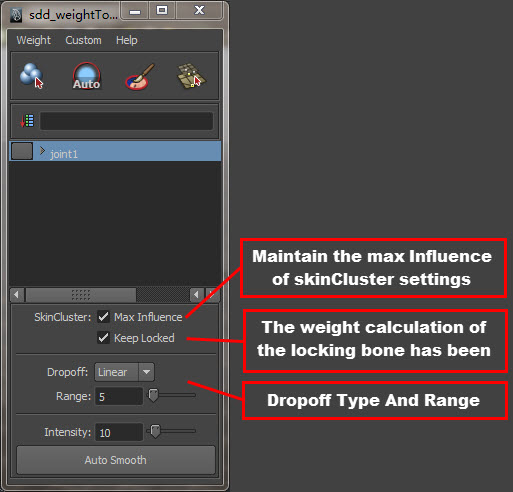 sdd_weightTo...
Weight Custom Help
Auto
joint1
Maintain the max Influence
of skinCluster settings
SkinCluster: Max Influence
Keep Locked
The weight calculation of
the locking bone has been
Dropoff: Linear
Range: 5
Dropoff Type And Range
Intensity: 10
Auto Smooth